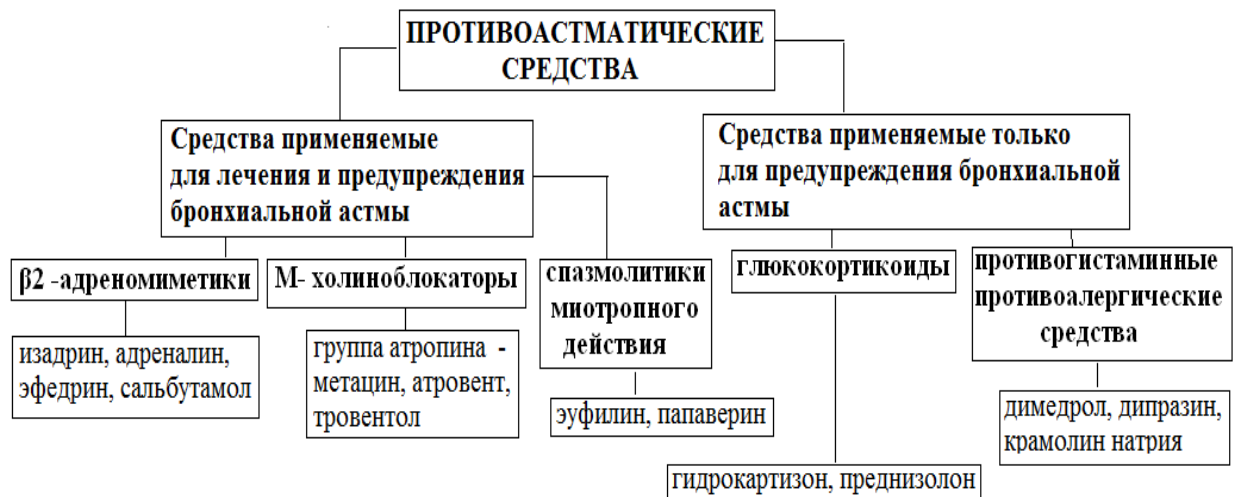 ПРОТИВОАСТМАТИЧЕСКИЕ
СРЕДСТВА
Средства применяемые
для лечения и предупреждения
бронхиальной астмы
Средства применяемые только
для предупреждения бронхиальной
астмы
β2 -адреномиметики
М- холиноблокаторы
спазмолитики
миотропного
действия
глюкокортикоиды
противогистаминные
противоалергические
средства
изадрин, адреналин,
эфедрин, сальбутамол
группа атропина -
метацин, атровент,
тровентол
эуфилин, папаверин
гидрокартизон, преднизолон
димедрол, дипразин,
крамолин натрия